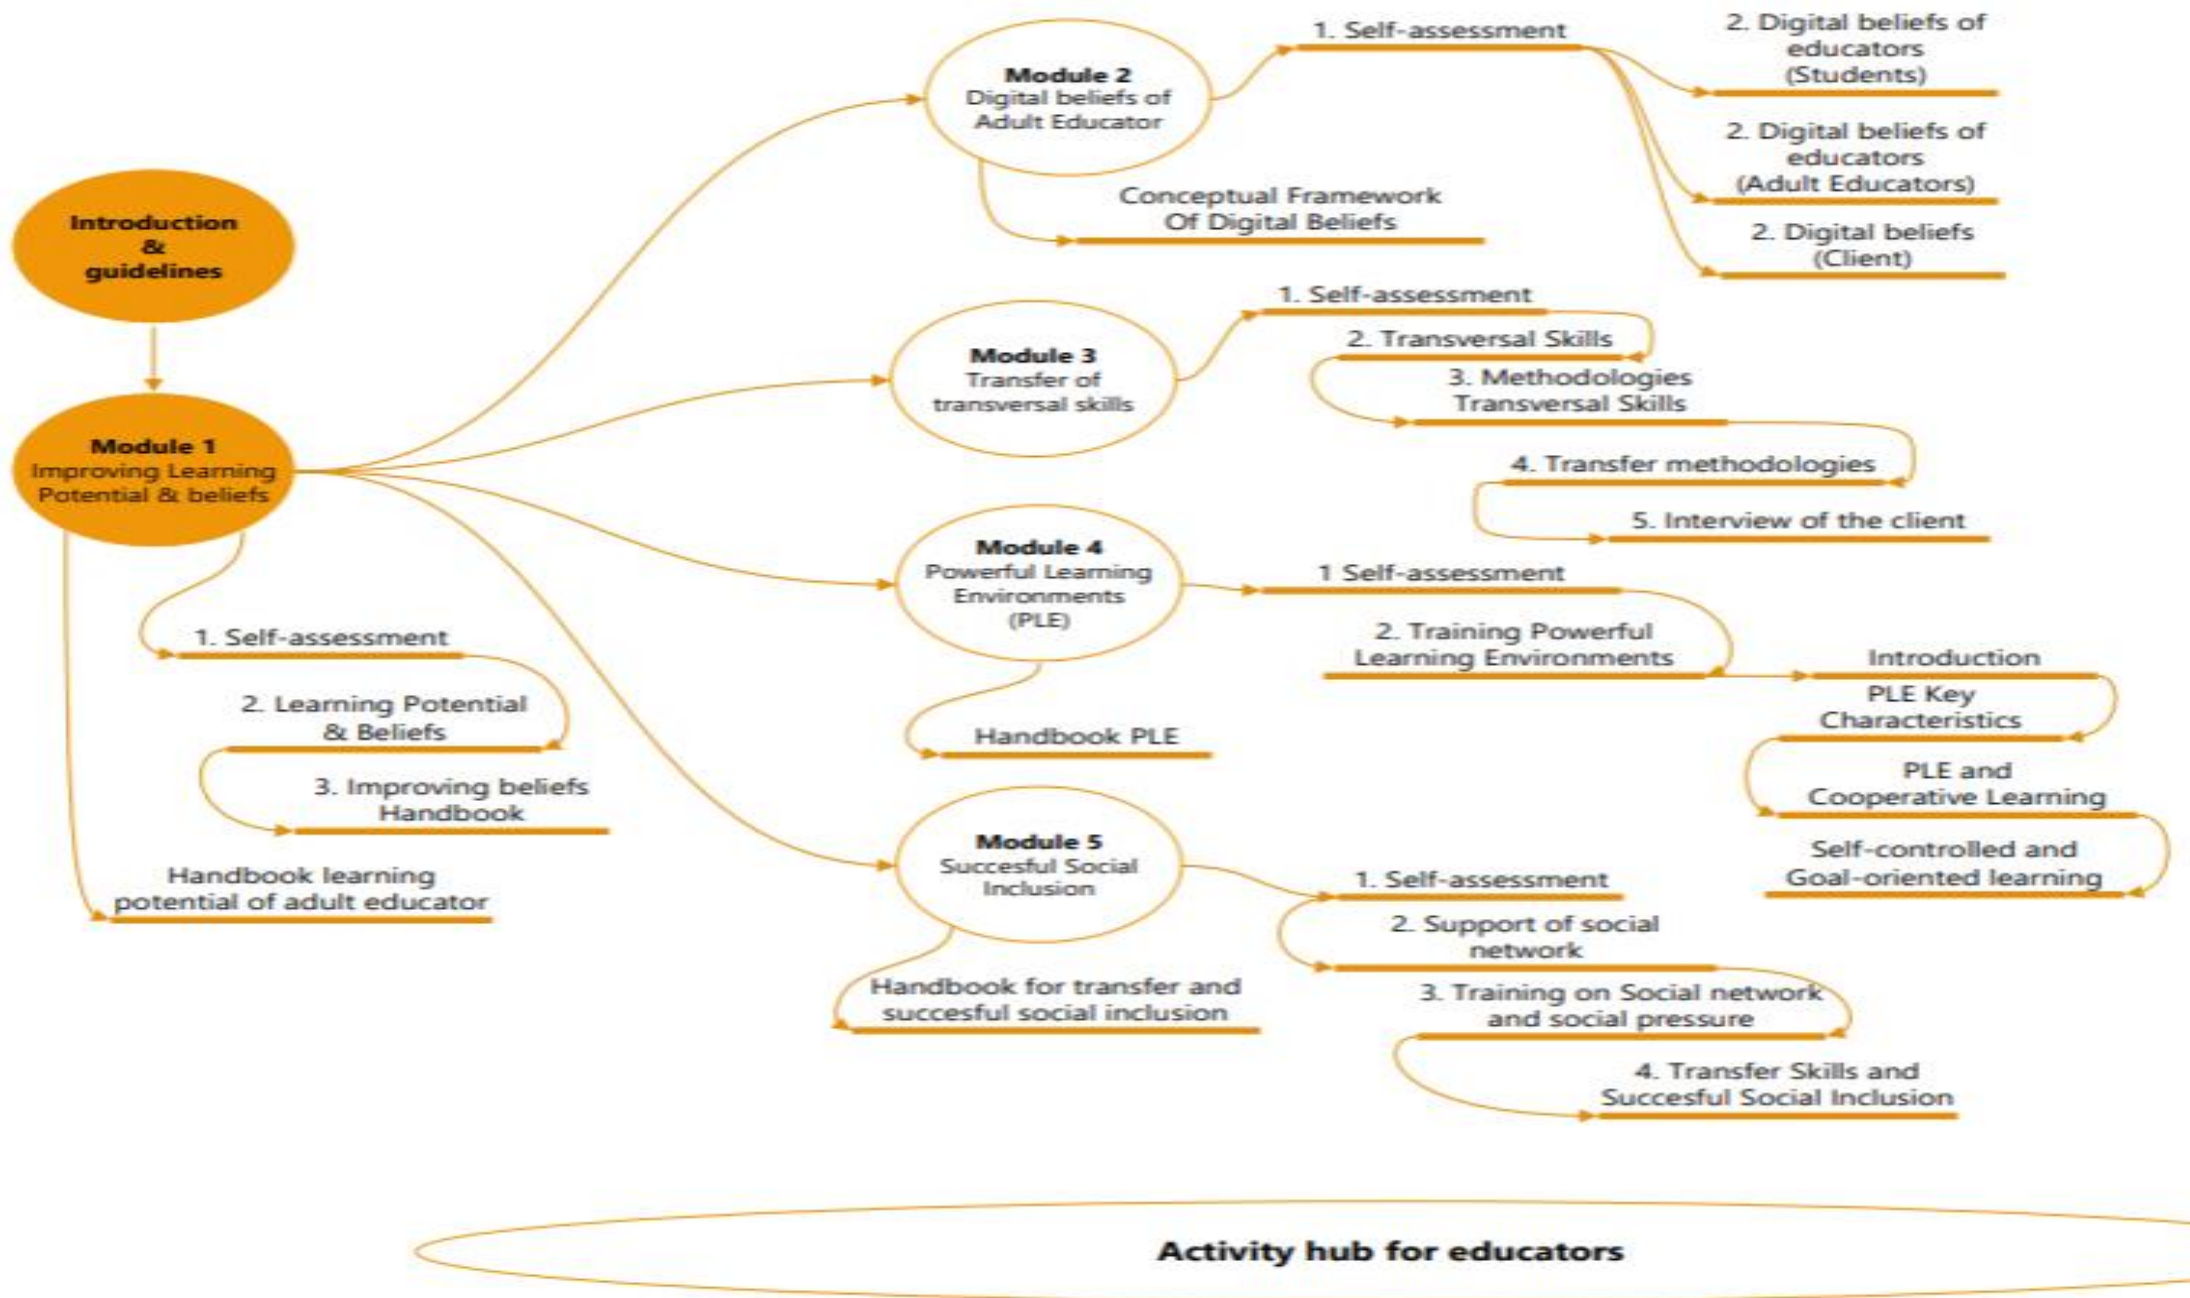 Introduction
&
guidelines
Module 1
Improving Learning
Potential & beliefs
1. Self-assessment
2. Learning Potential
& Beliefs
3. Improving beliefs
Handbook
Handbook learning
potential of adult educator
Module 2
Digital beliefs of
Adult Educator
1. Self-assessment
2. Digital beliefs of
educators
(Students)
2. Digital beliefs of
educators
(Adult Educators)
2. Digital beliefs
(Client)
Conceptual Framework
Of Digital Beliefs
Module 3
Transfer of
transversal skills
1. Self-assessment
2. Transversal Skills
3. Methodologies
Transversal Skills
4. Transfer methodologies
5. Interview of the client
Module 4
Powerful Learning
Environments
(PLE)
1 Self-assessment
2. Training Powerful
Learning Environments
Introduction
PLE Key
Characteristics
PLE and
Cooperative Learning
Self-controlled and
Goal-oriented learning
Handbook PLE
Module 5
Succesful Social
Inclusion
1. Self-assessment
2. Support of social
network
3. Training on Social network
and social pressure
4. Transfer Skills and
Succesful Social Inclusion
Handbook for transfer and
succesful social inclusion
Activity hub for educators